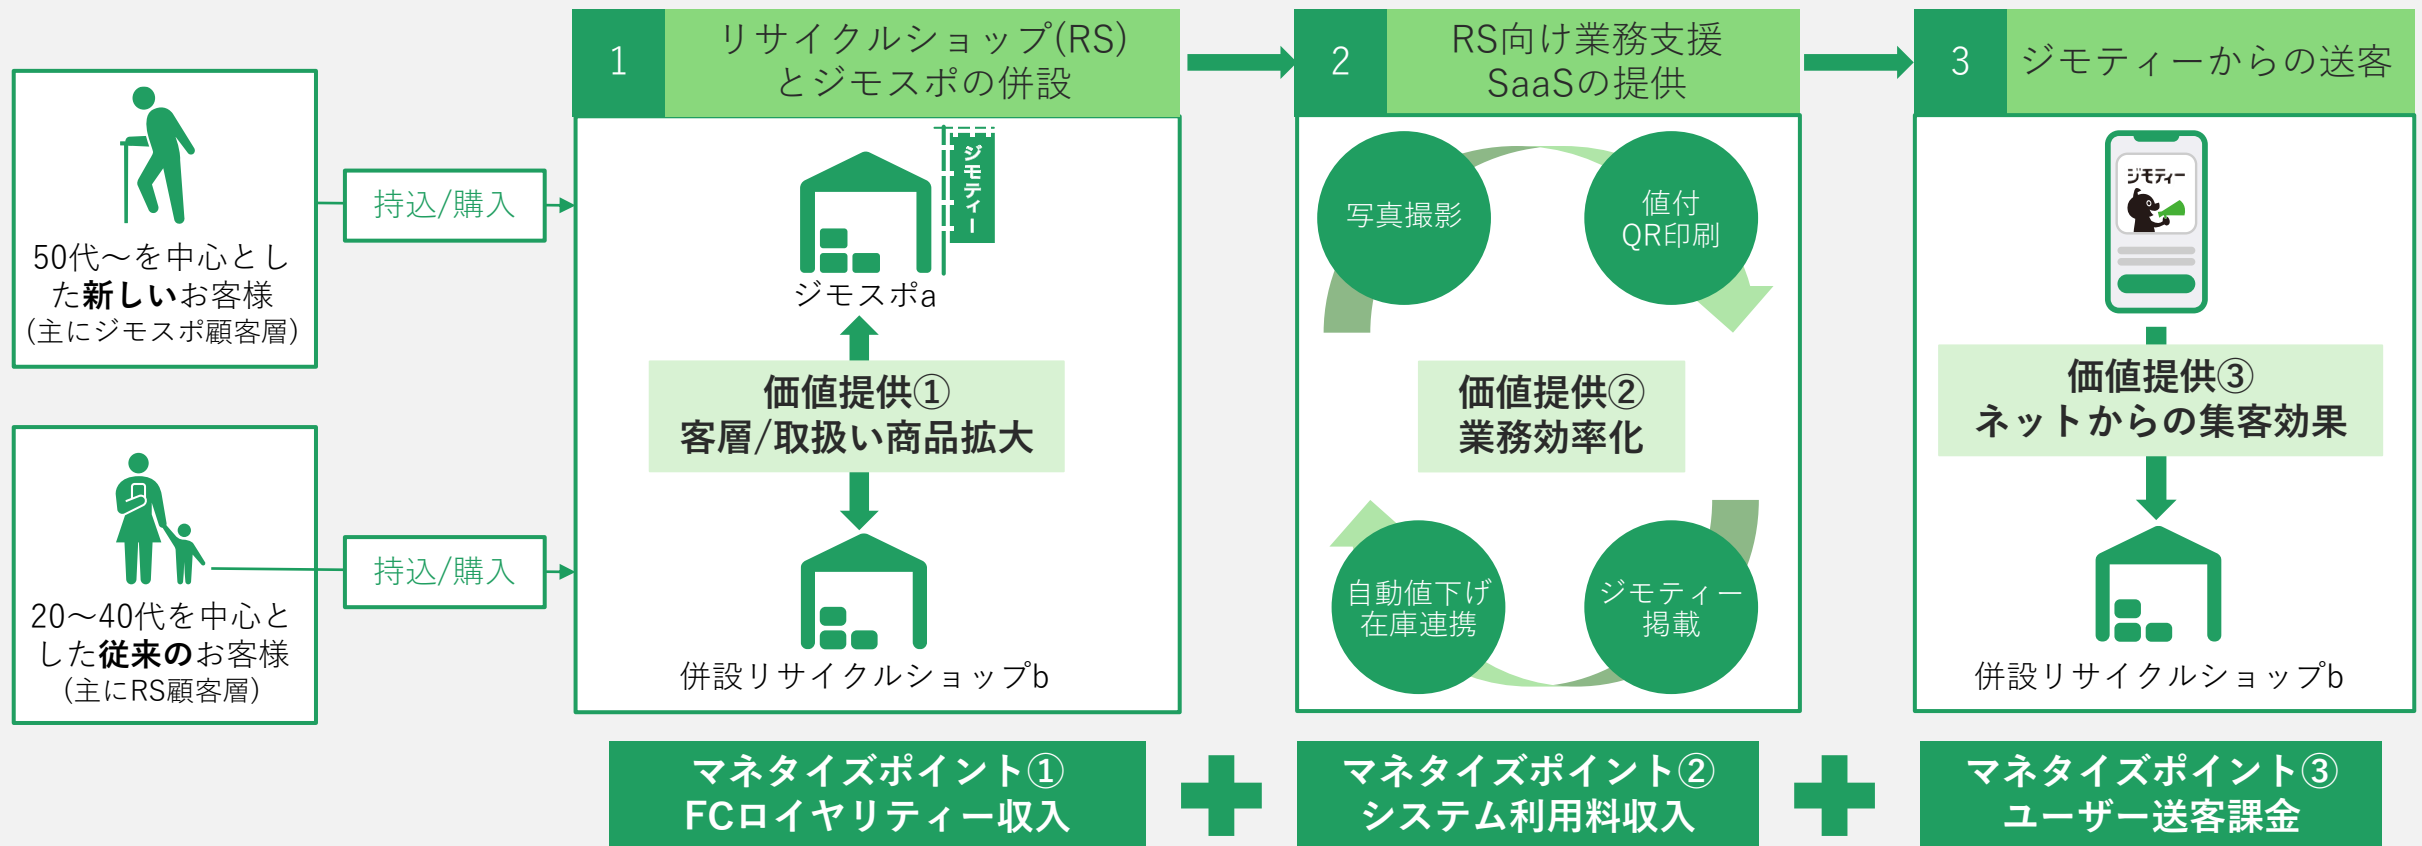 50代～を中心とし
た新しいお客様
(主にジモスポ顧客層)
持込/購入
20～40代を中心と
した従来のお客様
(主にRS顧客層)
持込/購入
1
リサイクルショップ(RS)
とジモスポの併設
ジモティー
ジモスポa
価値提供①
客層/取扱い商品拡大
併設リサイクルショップb
マネタイズポイント①
FCロイヤリティー収入
2
RS向け業務支援
SaaSの提供
写真撮影
値付
QR印刷
価値提供②
業務効率化
自動値下げ
在庫連携
ジモティー
掲載
マネタイズポイント②
システム利用料収入
3
ジモティーからの送客
ジモティー
価値提供③
ネットからの集客効果
併設リサイクルショップb
マネタイズポイント③
ユーザー送客課金